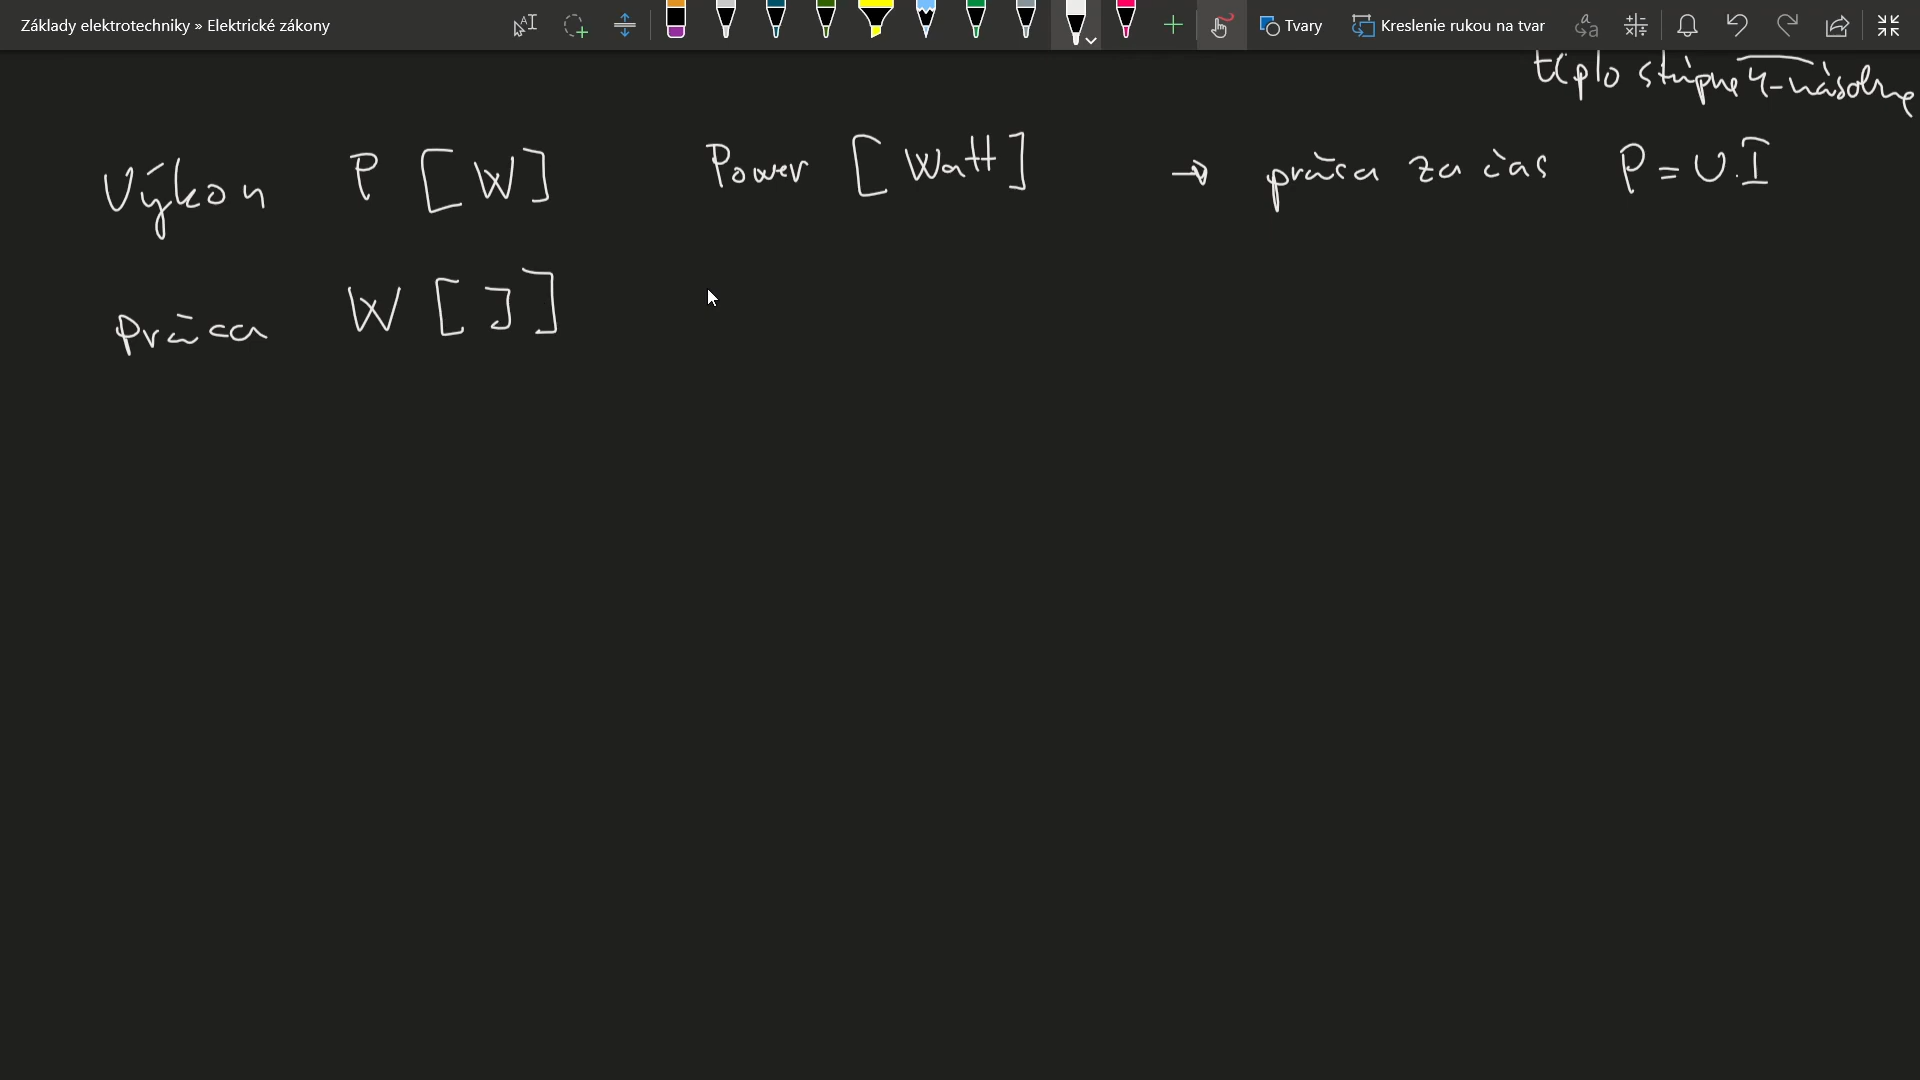 Základy elektrotechniky » Elektrické zákony
Tvary
Kreslenie rukou na tvar
teplo stúpne 4-násobne
Výkon P [W] Power [Watt] → práca za čas P = U.I
Práca W [J]